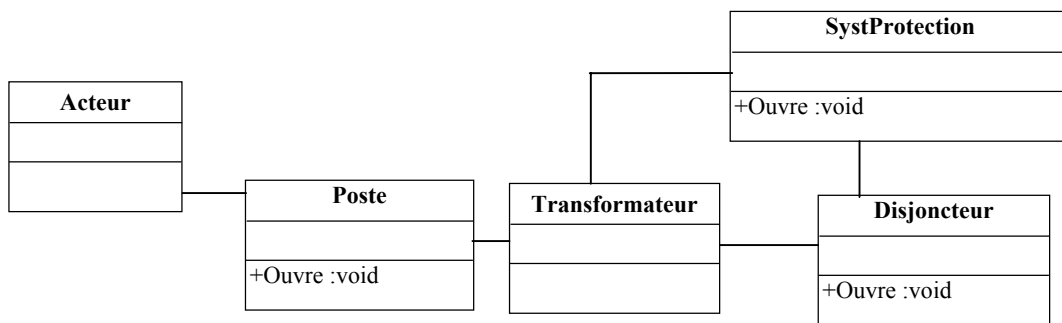 SystProtection
+Ouvre :void
Acteur
Poste
+Ouvre :void
Transformateur
Disjoncteur
+Ouvre :void